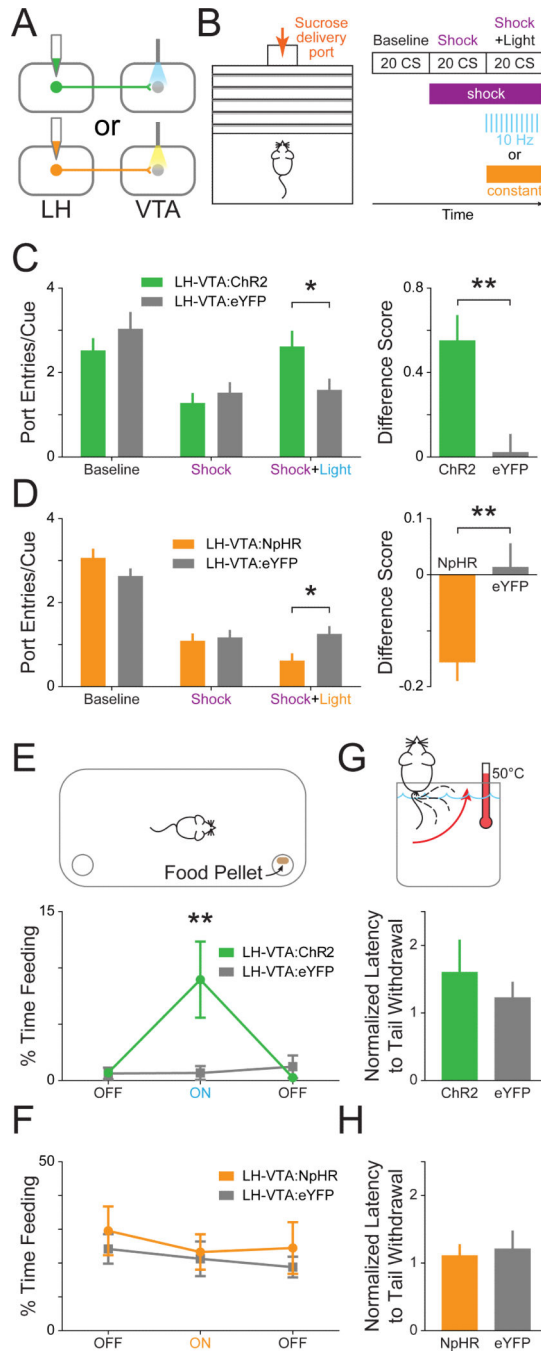 A
or
LH
VTA
B
Sucrose
delivery
port
Baseline
Shock
Shock
+Light
20 CS
20 CS
20 CS
shock
10 Hz
or
constant
Time
C
LH-VTA:ChR2
LH-VTA:eYFP
Port Entries/Cue
4
2
0
*
Baseline
Shock
Shock+Light
Difference Score
0.8
0.4
0
**
ChR2
eYFP
D
LH-VTA:NpHR
LH-VTA:eYFP
Port Entries/Cue
4
2
0
*
Baseline
Shock
Shock+Light
Difference Score
0.1
0
-0.2
**
NpHR
eYFP
E
Food Pellet
% Time Feeding
15
0
**
LH-VTA:ChR2
LH-VTA:eYFP
OFF
ON
OFF
G
50°C
Normalized Latency
to Tail Withdrawal
2
1
0
ChR2
eYFP
F
% Time Feeding
50
0
LH-VTA:NpHR
LH-VTA:eYFP
OFF
ON
OFF
H
Normalized Latency
to Tail Withdrawal
2
1
0
NpHR
eYFP